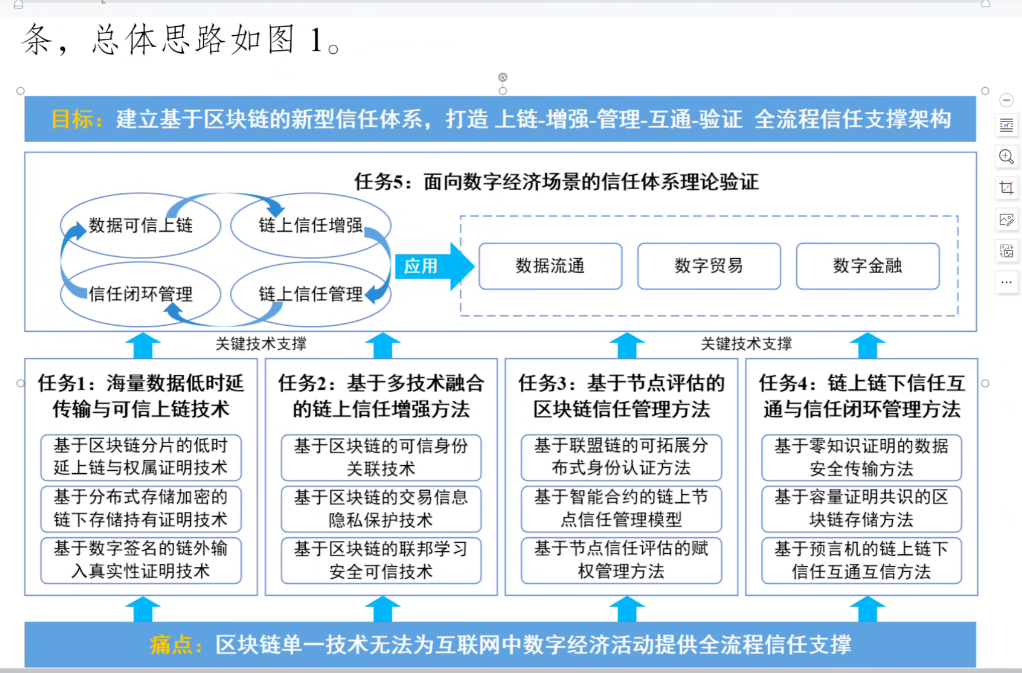 条，总体思路如图 1。
目标：建立基于区块链的新型信任体系，打造 上链-增强-管理-互通-验证 全流程信任支撑架构
任务5：面向数字经济场景的信任体系理论验证
数据可信上链
链上信任增强
信任闭环管理
链上信任管理
应用
数据流通
数字贸易
数字金融
关键技术支撑
关键技术支撑
任务1：海量数据低时延
传输与可信上链技术
基于区块链分片的低时
延上链与权属证明技术
基于分布式存储加密的
链下存储持有证明技术
基于数字签名的链外输
入真实性证明技术
任务2：基于多技术融合
的链上信任增强方法
基于区块链的可信身份
关联技术
基于区块链的交易信息
隐私保护技术
基于区块链的联邦学习
安全可信技术
任务3：基于节点评估的
区块链信任管理方法
基于联盟链的可拓展分
布式身份认证方法
基于智能合约的链上节
点信任管理模型
基于节点信任评估的赋
权管理方法
任务4：链上链下信任互
通与信任闭环管理方法
基于零知识证明的数据
安全传输方法
基于容量证明共识的区
块链存储方法
基于预言机的链上链下
信任互通互信方法
痛点：区块链单一技术无法为互联网中数字经济活动提供全流程信任支撑